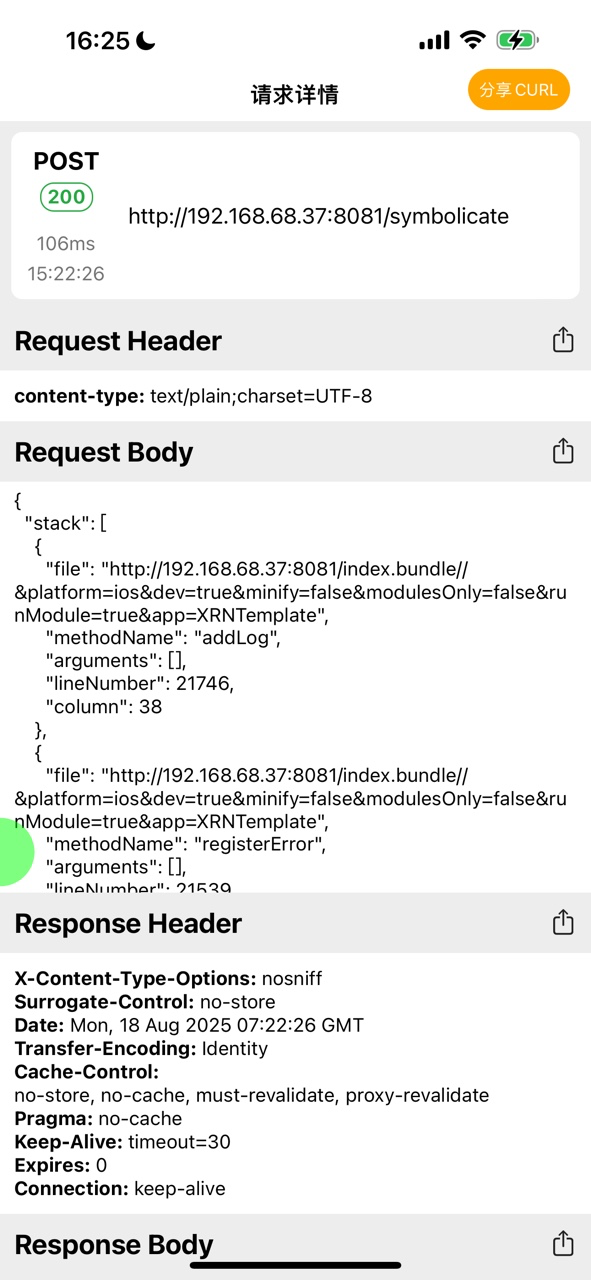 16:25
请求详情
分享 CURL
POST
200
http://192.168.68.37:8081/symbolicate
106ms
15:22:26
Request Header
content-type: text/plain;charset=UTF-8
Request Body
{
"stack": [
{
"file": "http://192.168.68.37:8081/index.bundle//
&platform=ios&dev=true&minify=false&modulesOnly=false&ru
nModule=true&app=XRNTemplate",
"methodName": "addLog",
"arguments": [],
"lineNumber": 21746,
"column": 38
},
{
"file": "http://192.168.68.37:8081/index.bundle//
&platform=ios&dev=true&minify=false&modulesOnly=false&ru
nModule=true&app=XRNTemplate",
"methodName": "registerError",
"arguments": [],
"lineNumber": 21539
Response Header
X-Content-Type-Options: nosniff
Surrogate-Control: no-store
Date: Mon, 18 Aug 2025 07:22:26 GMT
Transfer-Encoding: Identity
Cache-Control:
no-store, no-cache, must-revalidate, proxy-revalidate
Pragma: no-cache
Keep-Alive: timeout=30
Expires: 0
Connection: keep-alive
Response Body